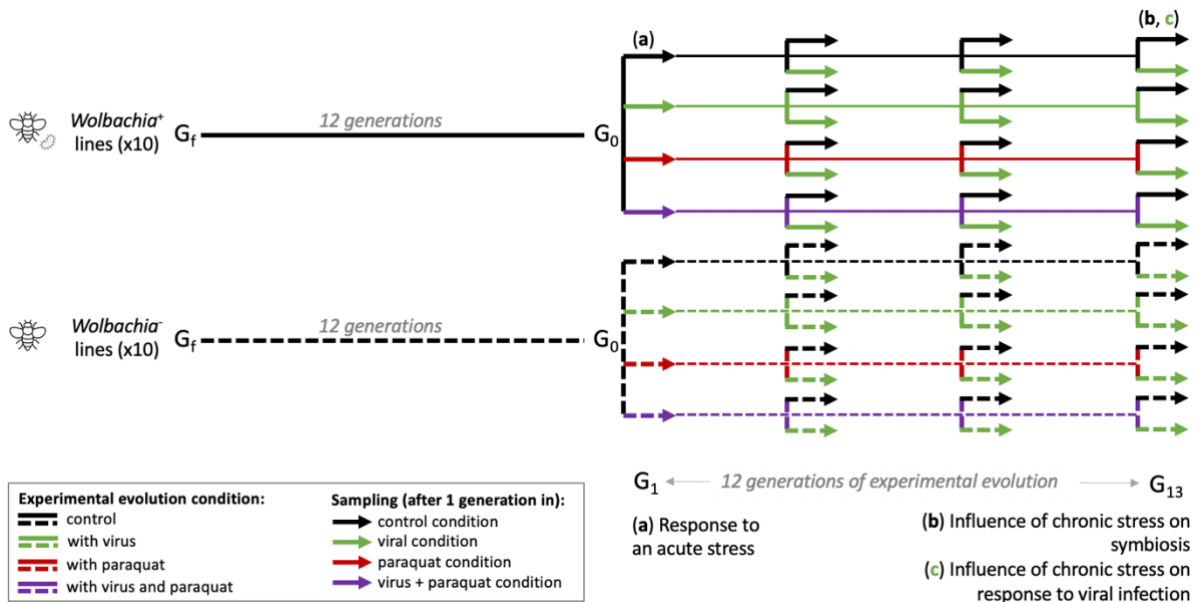 (a)
(b, c)
Wolbachia+
lines (x10)
Gf
12 generations
G0
Wolbachia-
lines (x10)
Gf
12 generations
G0
G1
12 generations of experimental evolution
G13
Experimental evolution condition:
control
with virus
with paraquat
with virus and paraquat
Sampling (after 1 generation in):
control condition
viral condition
paraquat condition
virus + paraquat condition
(a) Response to
an acute stress
(b) Influence of chronic stress on
symbiosis
(c) Influence of chronic stress on
response to viral infection